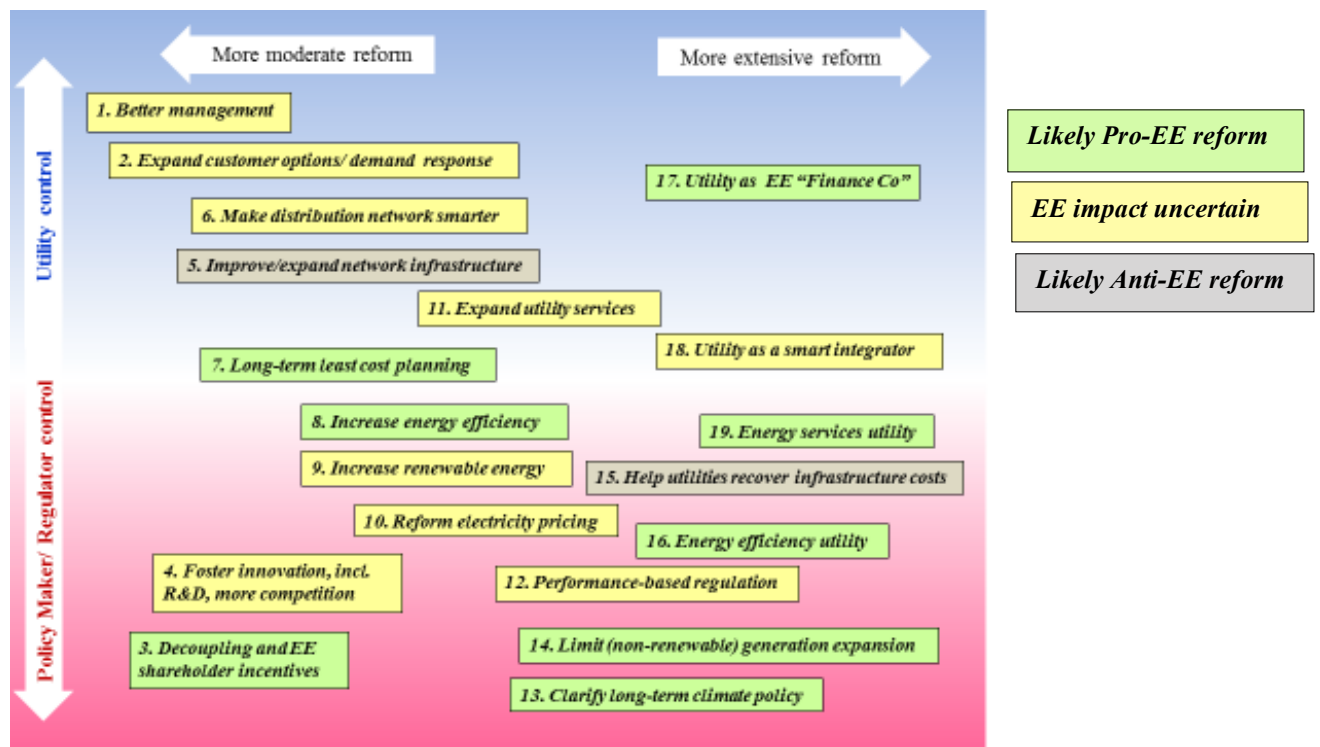 More moderate reform
More extensive reform
Utility control
Policy Maker/ Regulator control
1. Better management
2. Expand customer options/ demand response
17. Utility as EE “Finance Co”
6. Make distribution network smarter
5. Improve/expand network infrastructure
11. Expand utility services
18. Utility as a smart integrator
7. Long-term least cost planning
8. Increase energy efficiency
19. Energy services utility
9. Increase renewable energy
15. Help utilities recover infrastructure costs
10. Reform electricity pricing
16. Energy efficiency utility
4. Foster innovation, incl.
R&D, more competition
12. Performance-based regulation
3. Decoupling and EE
shareholder incentives
14. Limit (non-renewable) generation expansion
13. Clarify long-term climate policy
Likely Pro-EE reform
EE impact uncertain
Likely Anti-EE reform